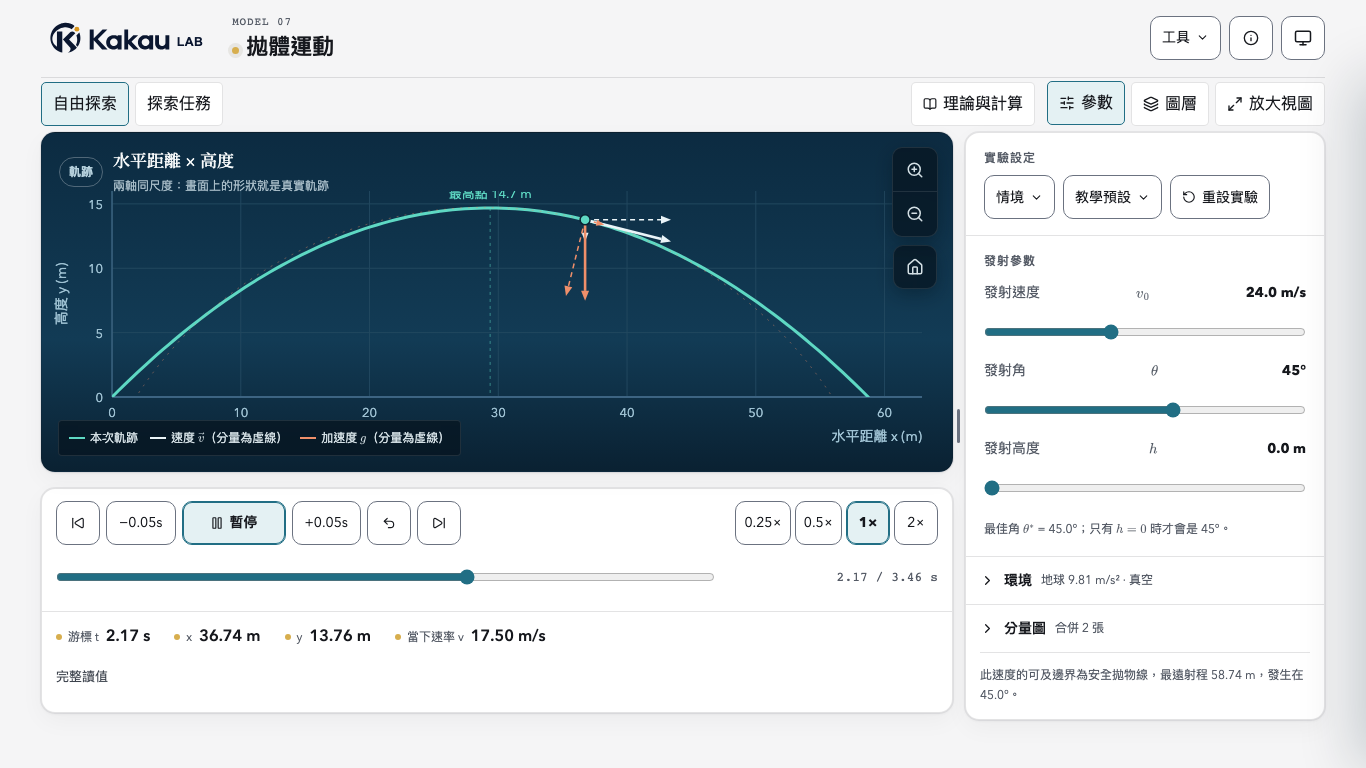 Kakau LAB
MODEL 07
拋體運動
工具
自由探索
探索任務
理論與計算
參數
圖層
放大視圖
軌跡
水平距離 × 高度
兩軸同尺度：畫面上的形狀就是真實軌跡
最高點 14.7 m
15
10
5
0
高度 y (m)
0 10 20 30 40 50 60
本次軌跡 速度 v⃗（分量為虛線） 加速度 g（分量為虛線）
水平距離 x (m)
−0.05s
暫停
+0.05s
0.25×
0.5×
1×
2×
2.17 / 3.46 s
游標 t 2.17 s
x 36.74 m
y 13.76 m
當下速率 v 17.50 m/s
完整讀值
實驗設定
情境
教學預設
重設實驗
發射參數
發射速度 v₀ 24.0 m/s
發射角 θ 45°
發射高度 h 0.0 m
最佳角 θ* = 45.0°；只有 h = 0 時才會是 45°。
環境 地球 9.81 m/s² · 真空
分量圖 合併 2 張
此速度的可及邊界為安全拋物線，最遠射程 58.74 m，發生在
45.0°。